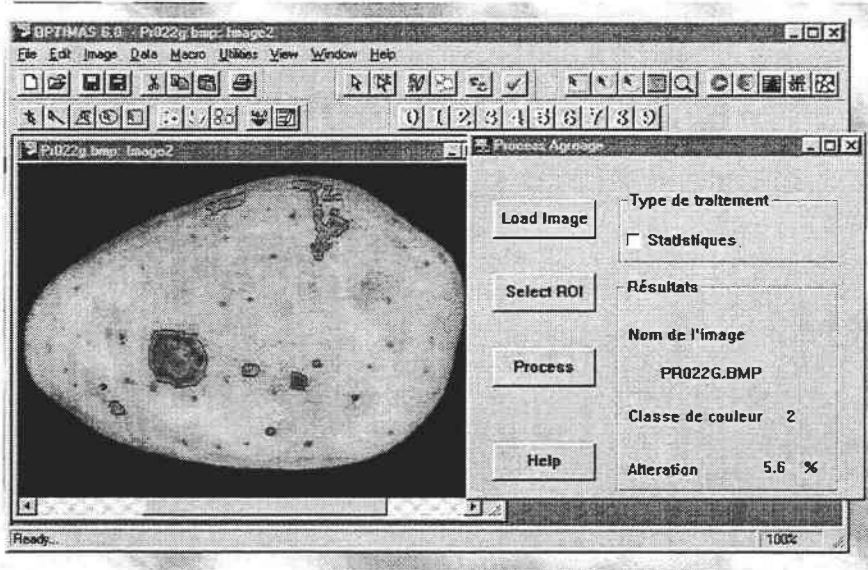 OPTIMAS 6.0 - Pr022g.bmp: Image2
File Edit Image Data Macro Utilities View Window Help
0 1 2 3 4 5 6 7 8 9
Pr022g.bmp: Image2
Process Agreage
Load Image
Type de traitement
Statistiques
Select ROI
Résultats
Nom de l'image
Process
PR022G.BMP
Classe de couleur 2
Help
Alteration 5.6 %
Ready...
100%